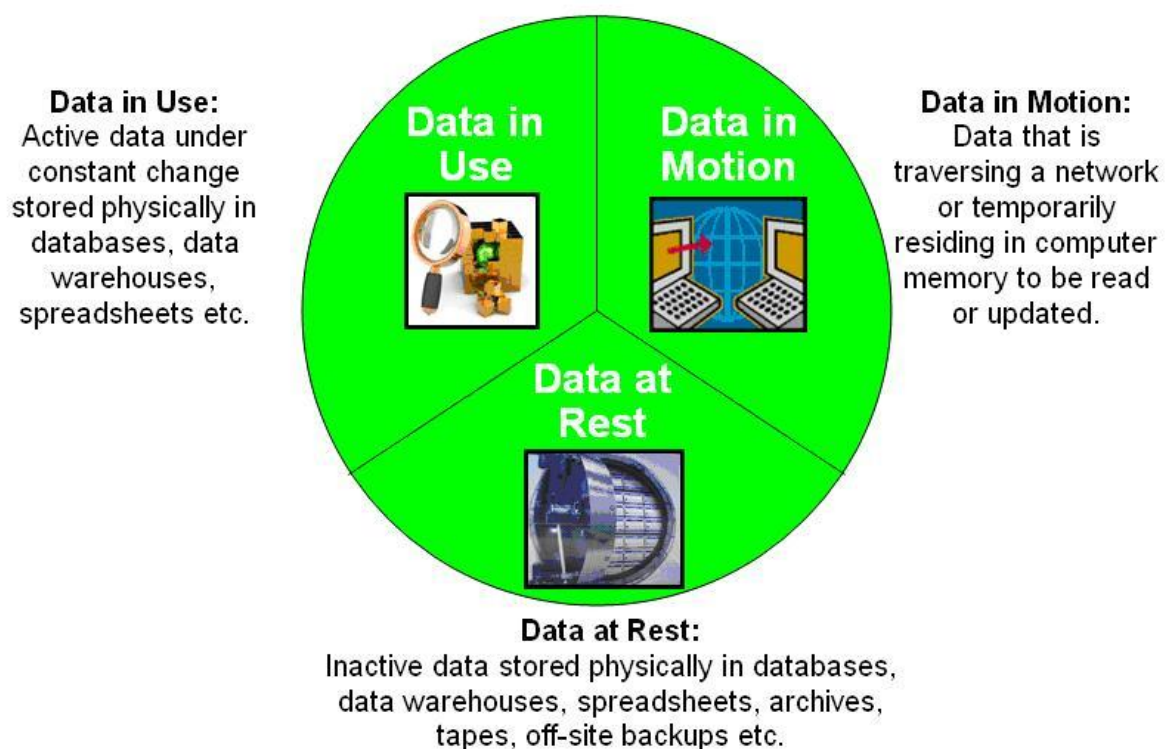 Data in Use:
Active data under
constant change
stored physically in
databases, data
warehouses,
spreadsheets etc.
Data in
Use
Data in
Motion
Data in Motion:
Data that is
traversing a network
or temporarily
residing in computer
memory to be read
or updated.
Data at
Rest
Data at Rest:
Inactive data stored physically in databases,
data warehouses, spreadsheets, archives,
tapes, off-site backups etc.